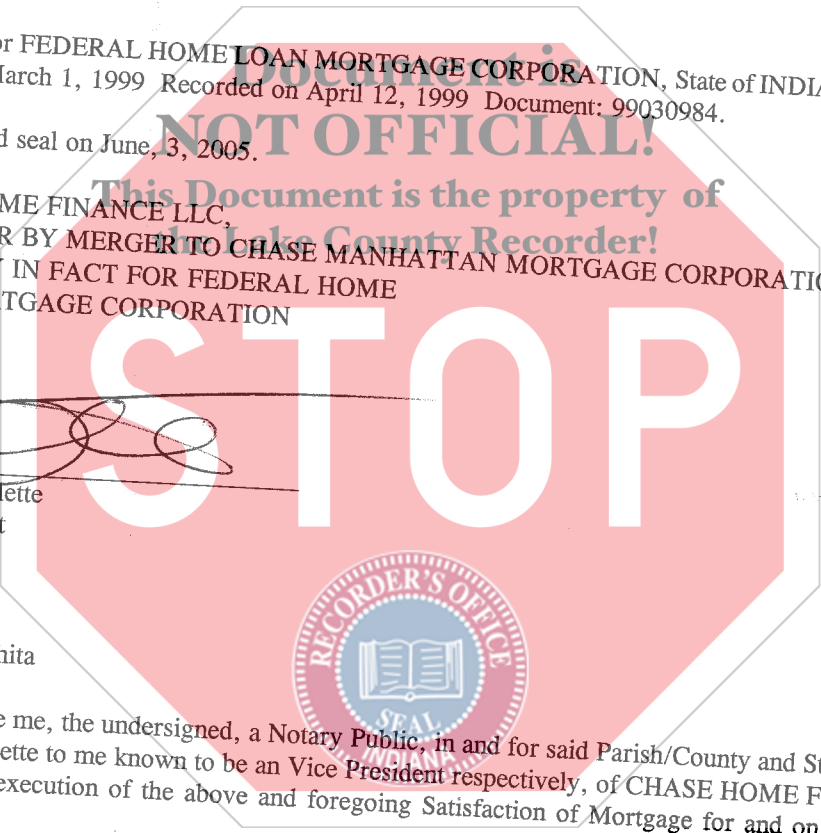 or FEDERAL HOME LOAN MORTGAGE CORPORATION, State of INDIA
March 1, 1999 Recorded on April 12, 1999 Document: 99030984.
d seal on June, 3, 2005.
ME FINANCE LLC,
R BY MERGER TO CHASE MANHATTAN MORTGAGE CORPORATIO
Y IN FACT FOR FEDERAL HOME
RTGAGE CORPORATION
Document is
NOT OFFICIAL!
This Document is the property of
the Lake County Recorder!
STOP
lette
t
RECORDER'S OFFICE
SEAL
INDIANA
hita
e me, the undersigned, a Notary Public, in and for said Parish/County and St
ette to me known to be an Vice President respectively, of CHASE HOME F
execution of the above and foregoing Satisfaction of Mortgage for and on